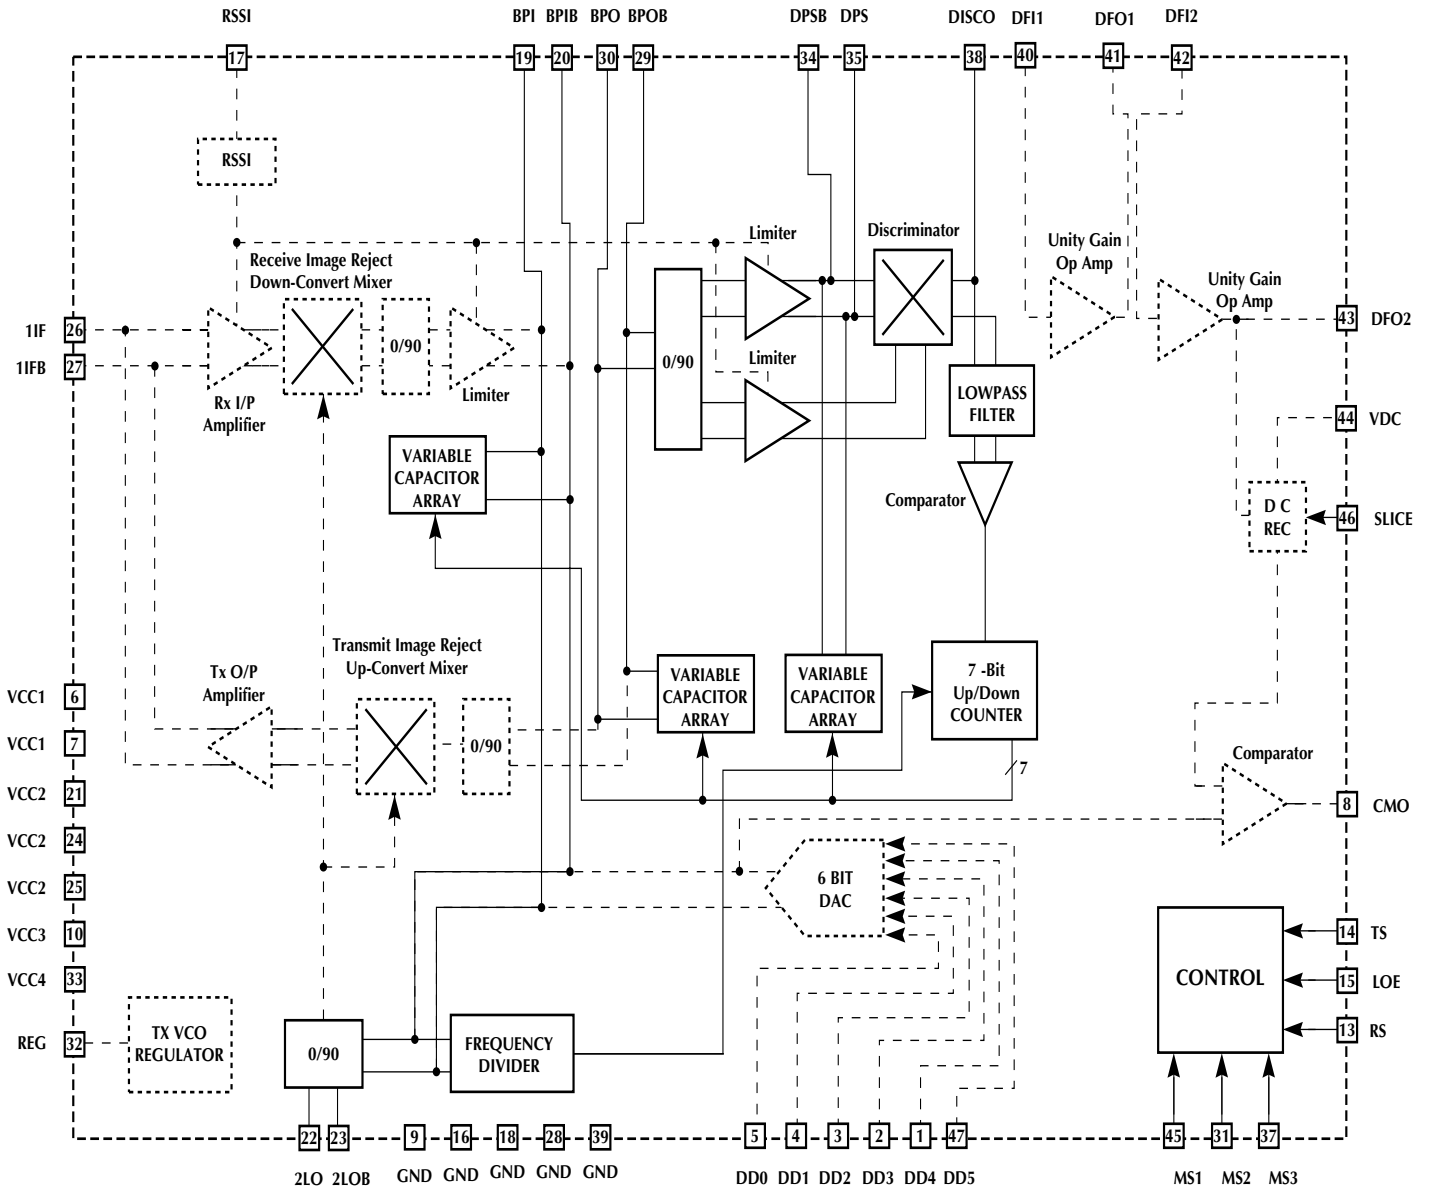 RSSI BPI BPIB BPO BPOB DPSB DPS DISCO DFI1 DFO1 DFI2
17 19 20 30 29 34 35 38 40 41 42
RSSI
Receive Image Reject
Down-Convert Mixer
Limiter
Discriminator
Unity Gain
Op Amp
Unity Gain
Op Amp
1IF 26
1IFB 27
0/90
Rx I/P
Amplifier
Limiter
0/90
Limiter
LOWPASS
FILTER
43 DFO2
44 VDC
VARIABLE
CAPACITOR
ARRAY
Comparator
D C
REC
46 SLICE
Transmit Image Reject
Up-Convert Mixer
Tx O/P
Amplifier
0/90
VARIABLE
CAPACITOR
ARRAY
VARIABLE
CAPACITOR
ARRAY
7 -Bit
Up/Down
COUNTER
7
Comparator
8 CMO
VCC1 6
VCC1 7
VCC2 21
VCC2 24
VCC2 25
VCC3 10
VCC4 33
REG 32
6 BIT
DAC
TX VCO
REGULATOR
0/90
FREQUENCY
DIVIDER
CONTROL
14 TS
15 LOE
13 RS
22 23 9 16 18 28 39 5 4 3 2 1 47 45 31 37
2LO 2LOB GND GND GND GND GND DD0 DD1 DD2 DD3 DD4 DD5 MS1 MS2 MS3